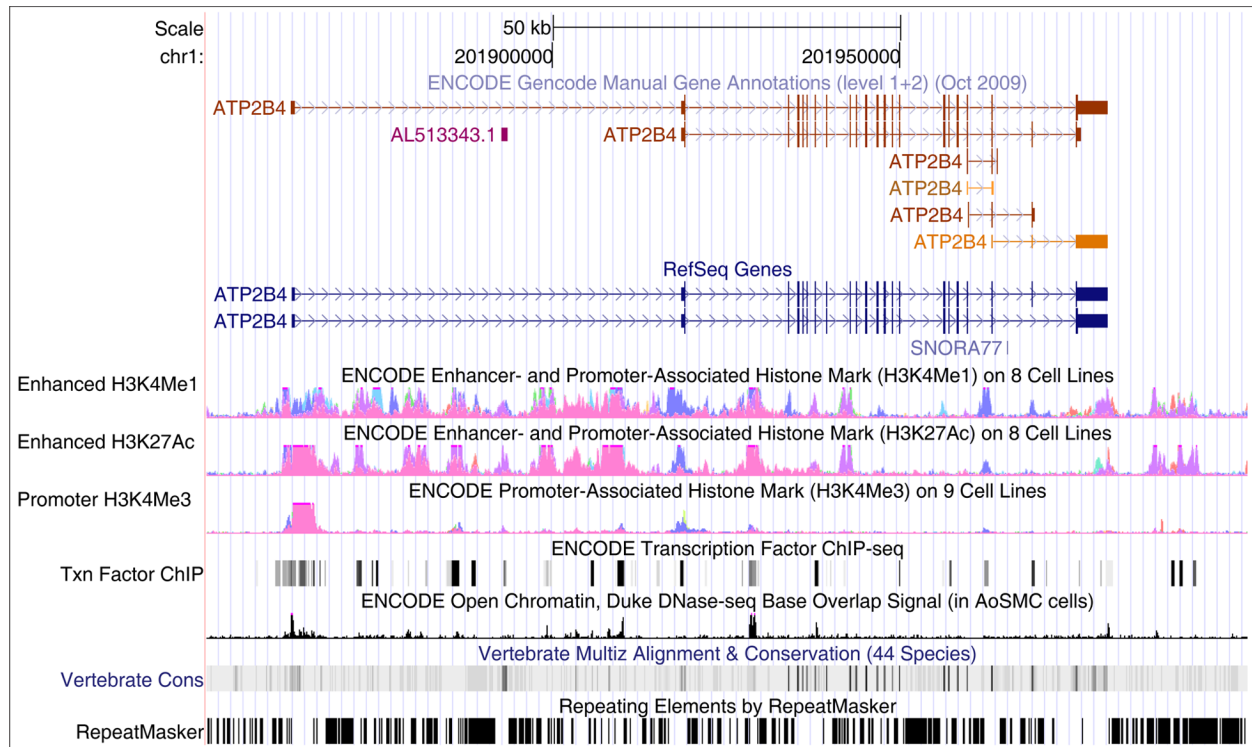 Scale 50 kb
chr1: 201900000 201950000
ENCODE Gencode Manual Gene Annotations (level 1+2) (Oct 2009)
ATP2B4
AL513343.1 ATP2B4
ATP2B4
ATP2B4
ATP2B4
ATP2B4
RefSeq Genes
ATP2B4
ATP2B4
SNORA77
ENCODE Enhancer- and Promoter-Associated Histone Mark (H3K4Me1) on 8 Cell Lines
Enhanced H3K4Me1
ENCODE Enhancer- and Promoter-Associated Histone Mark (H3K27Ac) on 8 Cell Lines
Enhanced H3K27Ac
ENCODE Promoter-Associated Histone Mark (H3K4Me3) on 9 Cell Lines
Promoter H3K4Me3
ENCODE Transcription Factor ChIP-seq
Txn Factor ChIP
ENCODE Open Chromatin, Duke DNase-seq Base Overlap Signal (in AoSMC cells)
Vertebrate Multiz Alignment & Conservation (44 Species)
Vertebrate Cons
Repeating Elements by RepeatMasker
RepeatMasker